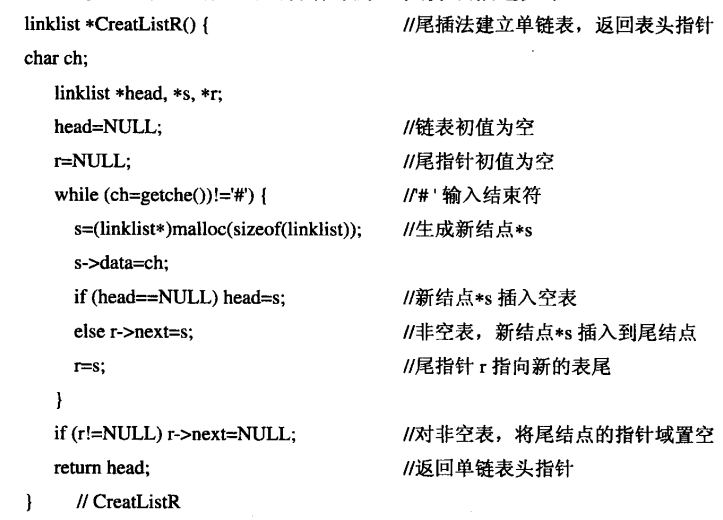 linklist *CreatListR() { //尾插法建立单链表，返回表头指针
char ch;
linklist *head, *s, *r;
head=NULL; //链表初值为空
r=NULL; //尾指针初值为空
while (ch=getche())!='#') { //'#' 输入结束符
s=(linklist*)malloc(sizeof(linklist)); //生成新结点*s
s->data=ch;
if (head==NULL) head=s; //新结点*s 插入空表
else r->next=s; //非空表，新结点*s 插入到尾结点
r=s; //尾指针 r 指向新的表尾
}
if (r!=NULL) r->next=NULL; //对非空表，将尾结点的指针域置空
return head; //返回单链表头指针
} // CreatListR